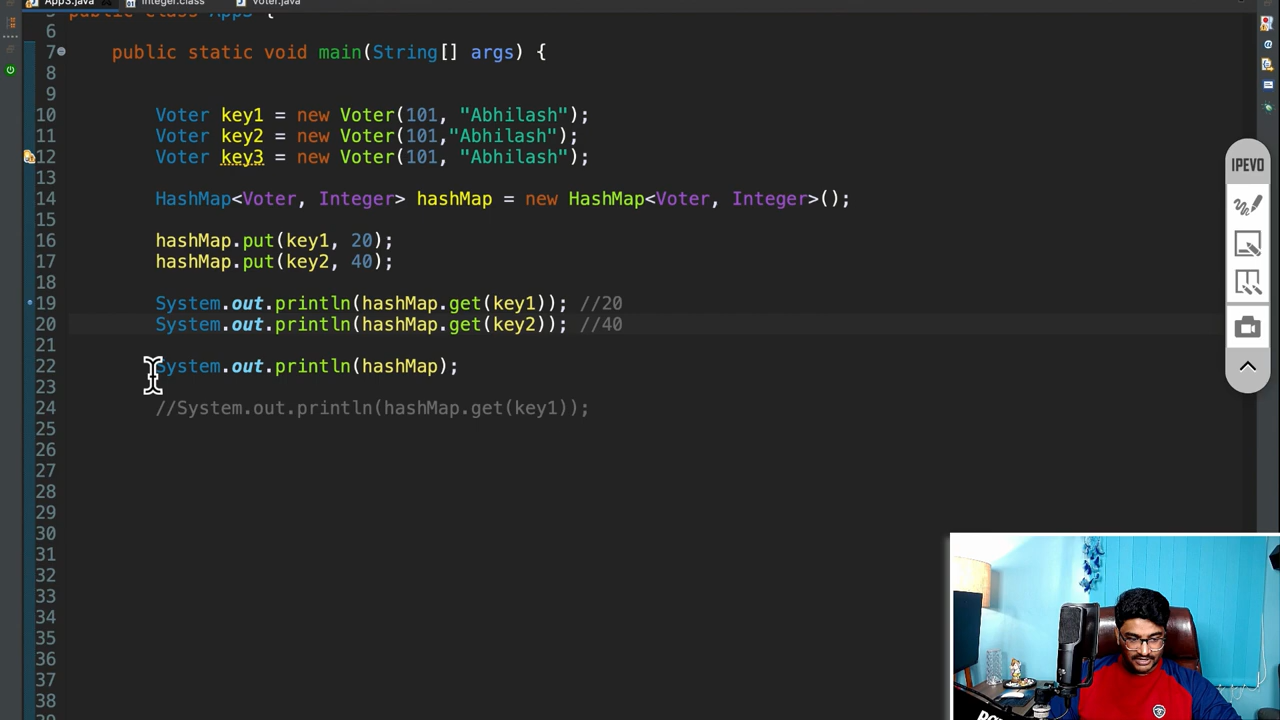 App3.java Integer.class Voter.java
5 public class App3 {
6
7 public static void main(String[] args) {
8
9
10 Voter key1 = new Voter(101, "Abhilash");
11 Voter key2 = new Voter(101,"Abhilash");
12 Voter key3 = new Voter(101, "Abhilash");
13
14 HashMap<Voter, Integer> hashMap = new HashMap<Voter, Integer>();
15
16 hashMap.put(key1, 20);
17 hashMap.put(key2, 40);
18
19 System.out.println(hashMap.get(key1)); //20
20 System.out.println(hashMap.get(key2)); //40
21
22 System.out.println(hashMap);
23
24 //System.out.println(hashMap.get(key1));
25
26
27
28
29
30
31
32
33
34
35
36
37
38
IPEVO